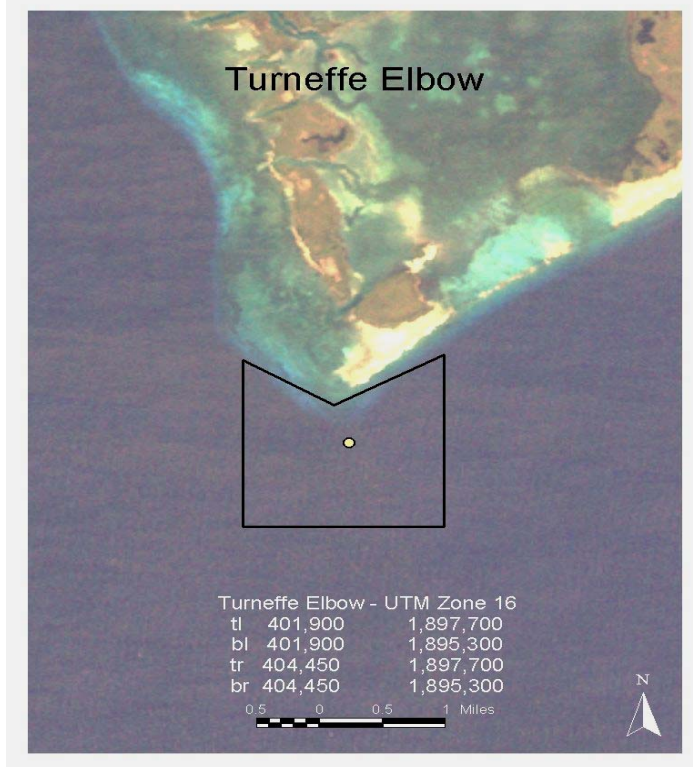 Turneffe Elbow
Turneffe Elbow - UTM Zone 16
tl 401,900 1,897,700
bl 401,900 1,895,300
tr 404,450 1,897,700
br 404,450 1,895,300
0.5 0 0.5 1 Miles
N